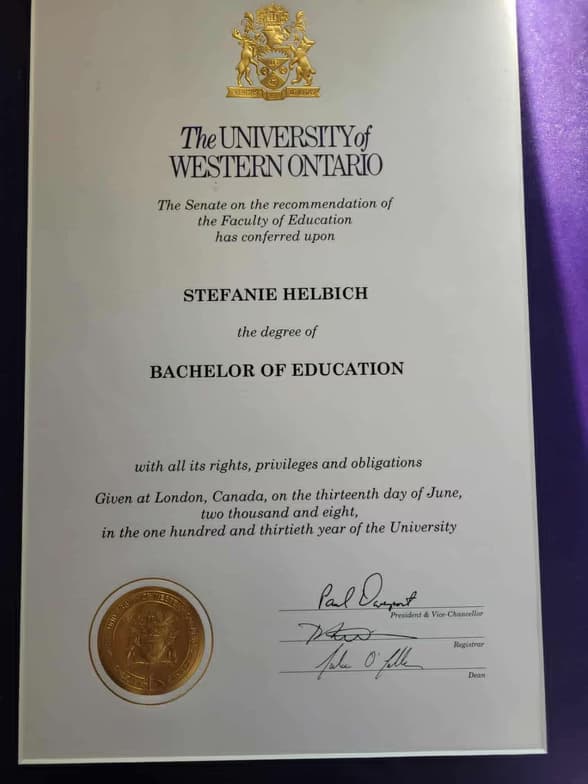 The UNIVERSITY of
WESTERN ONTARIO
The Senate on the recommendation of
the Faculty of Education
has conferred upon
STEFANIE HELBICH
the degree of
BACHELOR OF EDUCATION
with all its rights, privileges and obligations
Given at London, Canada, on the thirteenth day of June,
two thousand and eight,
in the one hundred and thirtieth year of the University
Paul Davenport
President & Vice-Chancellor
Registrar
Dean